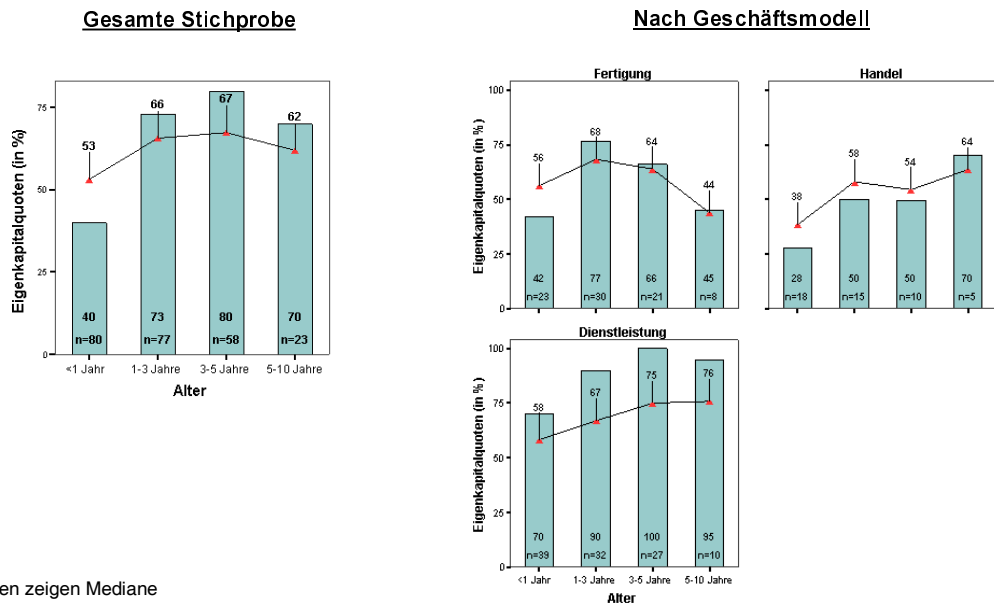 Gesamte Stichprobe
Eigenkapitalquoten (in %)
75
50
25
0
53
66
67
62
40
73
80
70
n=80
n=77
n=58
n=23
<1 Jahr
1-3 Jahre
3-5 Jahre
5-10 Jahre
Alter
Nach Geschäftsmodell
Fertigung
Eigenkapitalquoten (in %)
100
75
50
25
0
56
68
64
44
42
77
66
45
n=23
n=30
n=21
n=8
Handel
38
58
54
64
28
50
50
70
n=18
n=15
n=10
n=5
Dienstleistung
Eigenkapitalquoten (in %)
100
75
50
25
0
58
67
75
76
70
90
100
95
n=39
n=32
n=27
n=10
<1 Jahr
1-3 Jahre
3-5 Jahre
5-10 Jahre
Alter
en zeigen Mediane